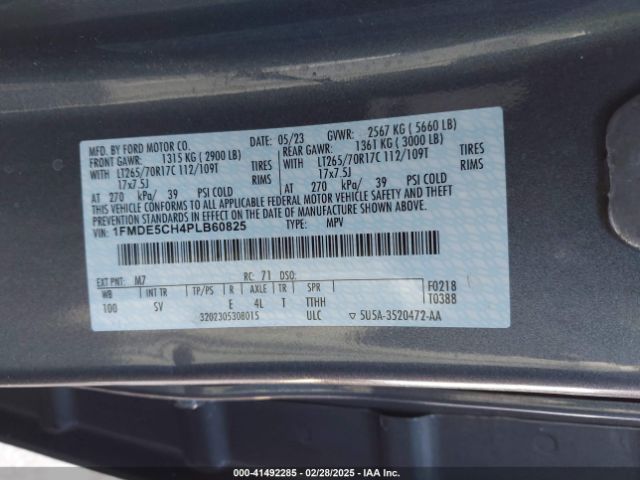 MFD. BY FORD MOTOR CO.
DATE: 05/23 GVWR: 2567 KG ( 5660 LB)
FRONT GAWR: 1315 KG ( 2900 LB) REAR GAWR: 1361 KG ( 3000 LB)
WITH LT265/70R17C 112/109T TIRES WITH LT265/70R17C 112/109T TIRES
17x7.5J RIMS 17x7.5J RIMS
AT 270 kPa/ 39 PSI COLD AT 270 kPa/ 39 PSI COLD
THIS VEHICLE CONFORMS TO ALL APPLICABLE FEDERAL MOTOR VEHICLE SAFETY AND THEFT
PREVENTION STANDARDS IN EFFECT ON THE DATE OF MANUFACTURE SHOWN ABOVE.
VIN: 1FMDE5CH4PLB60825 TYPE: MPV
EXT PNT: M7 RC: 71 DSO:
WB INT TR TP/PS R AXLE TR SPR F0218
100 SV E 4L T TTHH T0388
3202305308015 ULC ▽ SU5A-3520472-AA
000-41492285 - 02/28/2025 - IAA Inc.